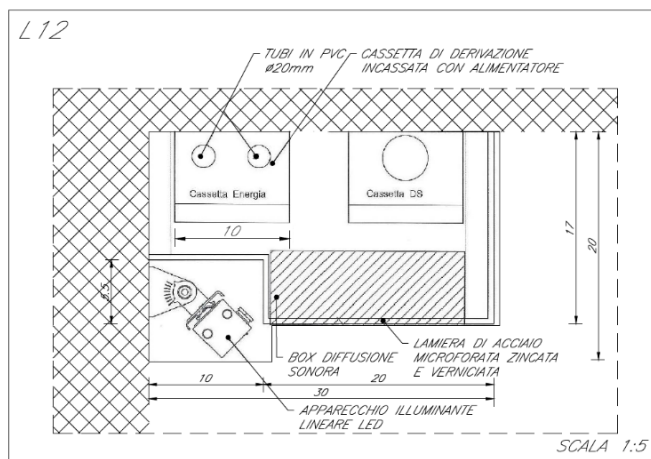 L12
TUBI IN PVC
ø20mm
CASSETTA DI DERIVAZIONE
INCASSATA CON ALIMENTATORE
Cassetta Energia
Cassetta DS
10
17
20
5.5
BOX DIFFUSIONE
SONORA
LAMIERA DI ACCIAIO
MICROFORATA ZINCATA
E VERNICIATA
10
20
30
APPARECCHIO ILLUMINANTE
LINEARE LED
SCALA 1:5